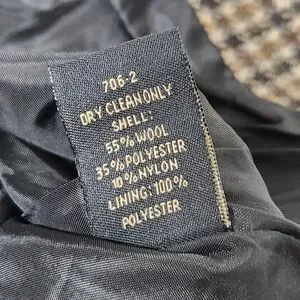 706-2
DRY CLEAN ONLY
SHELL:
55% WOOL
35% POLYESTER
10% NYLON
LINING: 100%
POLYESTER